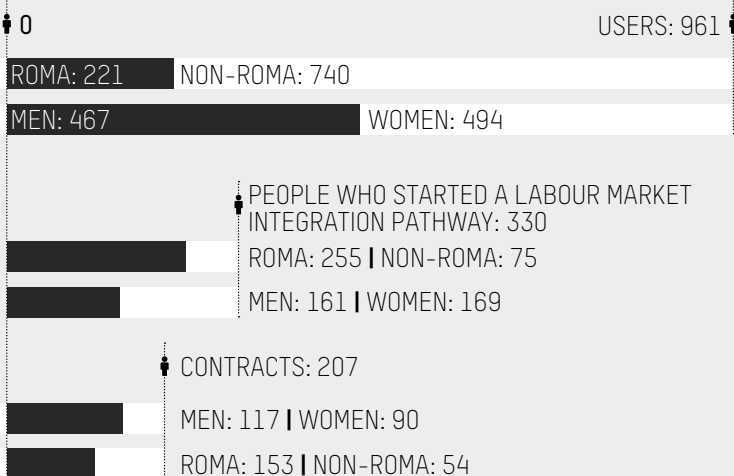 0
USERS: 961
ROMA: 221 NON-ROMA: 740
MEN: 467 WOMEN: 494
PEOPLE WHO STARTED A LABOUR MARKET
INTEGRATION PATHWAY: 330
ROMA: 255 | NON-ROMA: 75
MEN: 161 | WOMEN: 169
CONTRACTS: 207
MEN: 117 | WOMEN: 90
ROMA: 153 | NON-ROMA: 54